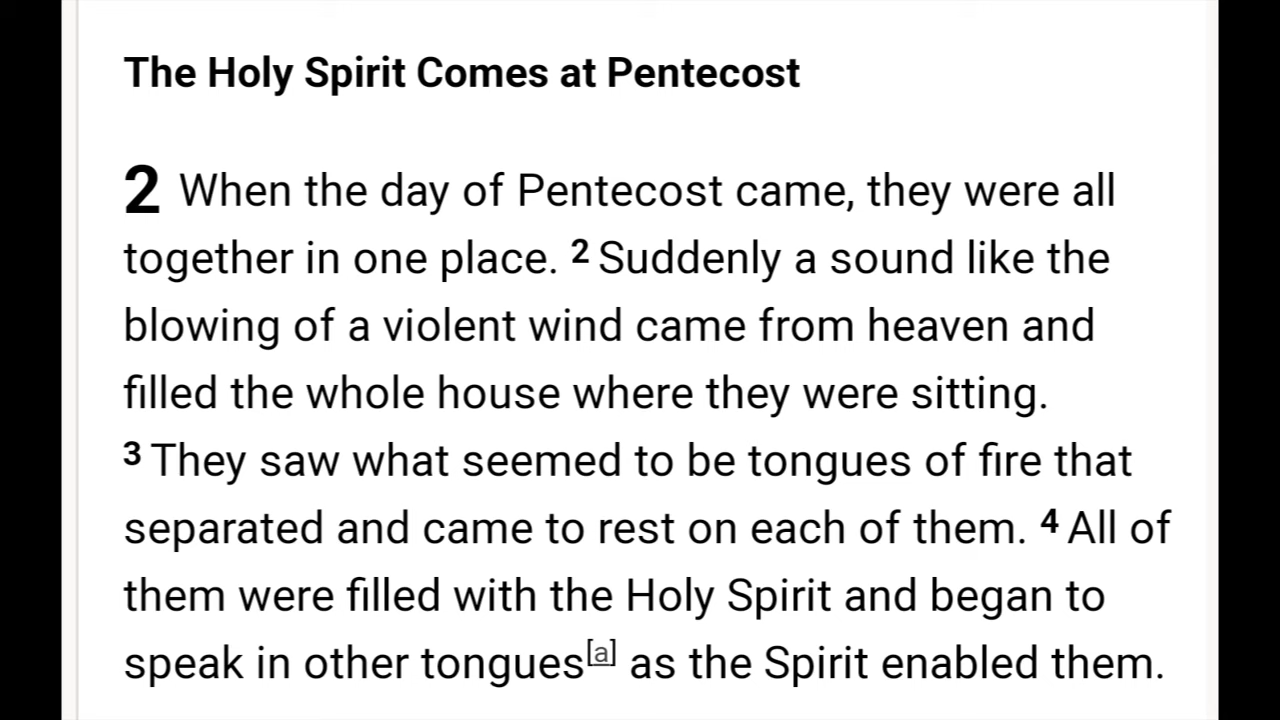 The Holy Spirit Comes at Pentecost
2 When the day of Pentecost came, they were all
together in one place. 2 Suddenly a sound like the
blowing of a violent wind came from heaven and
filled the whole house where they were sitting.
3 They saw what seemed to be tongues of fire that
separated and came to rest on each of them. 4 All of
them were filled with the Holy Spirit and began to
speak in other tongues[a] as the Spirit enabled them.